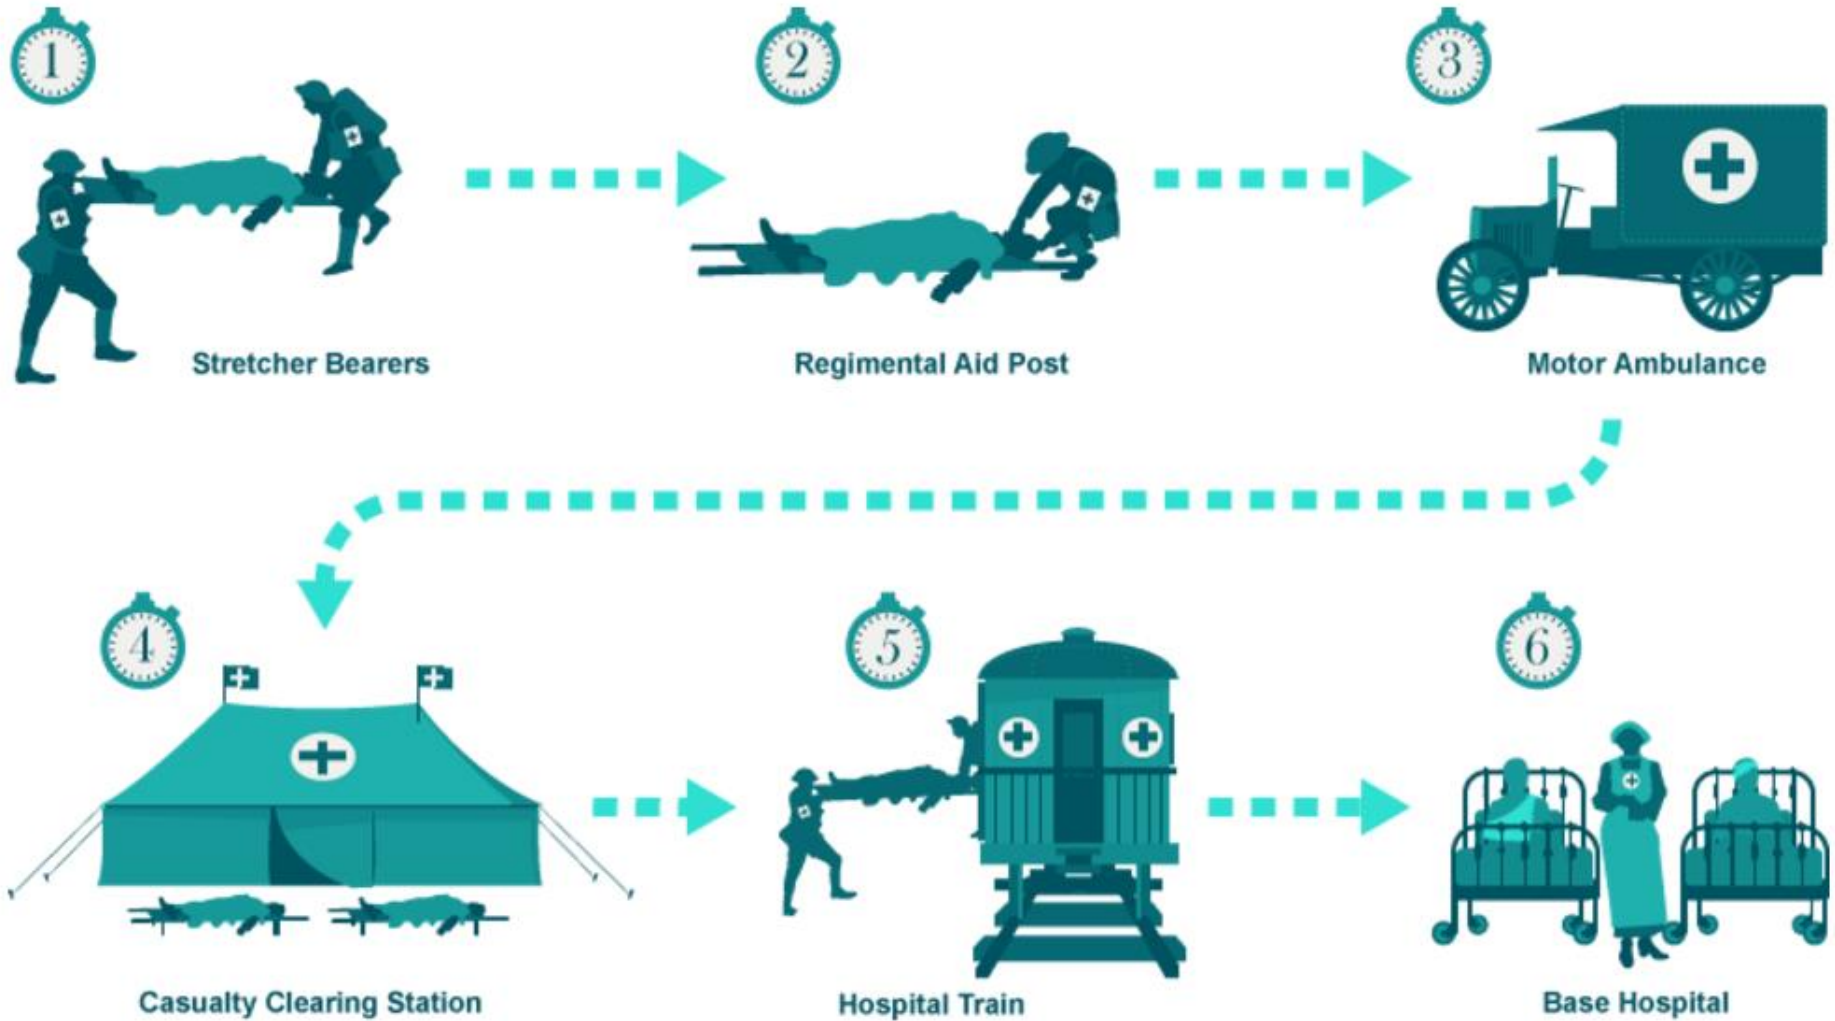 1
2
3
Stretcher Bearers
Regimental Aid Post
Motor Ambulance
4
5
6
Casualty Clearing Station
Hospital Train
Base Hospital